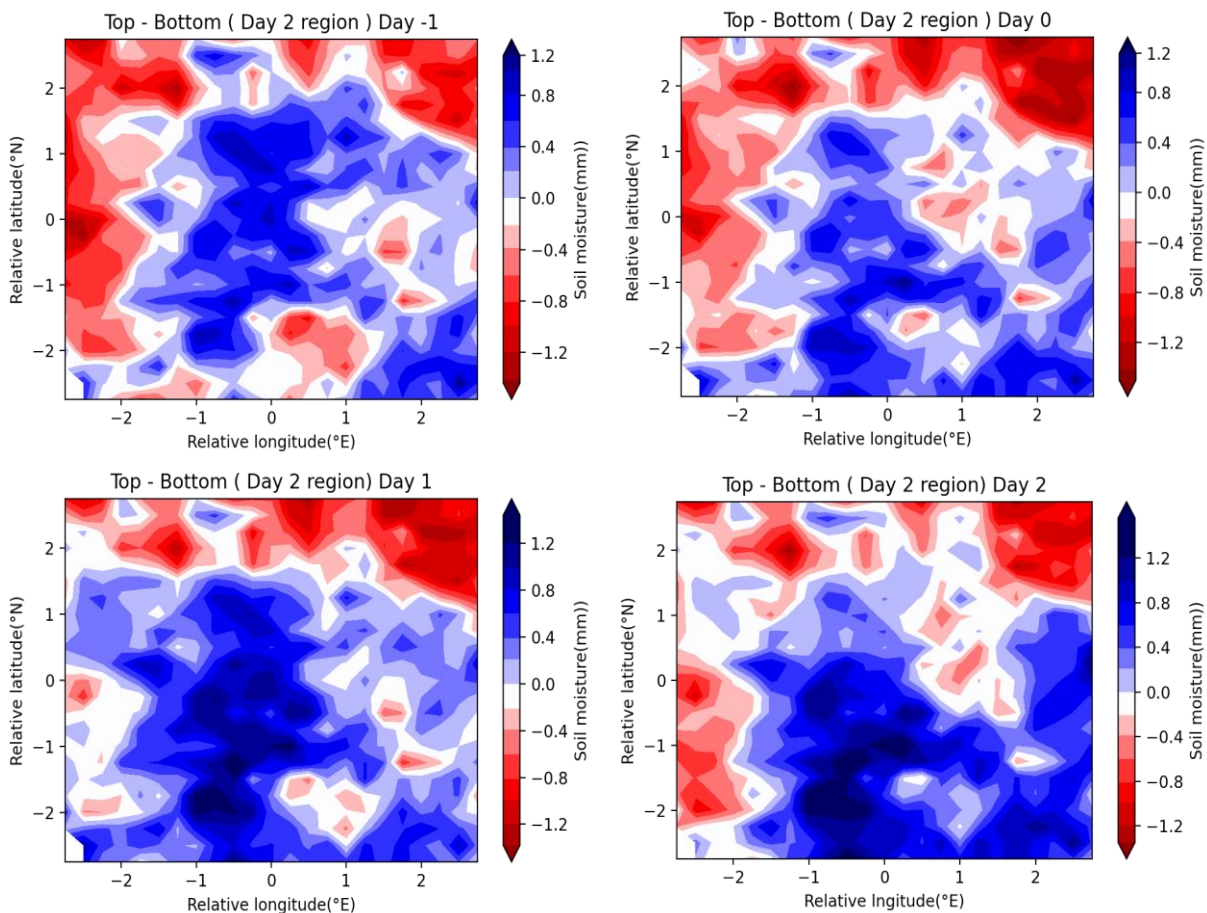 Top - Bottom ( Day 2 region ) Day -1
Relative latitude(°N)
2
1
0
−1
−2
−2 −1 0 1 2
Relative longitude(°E)
1.2
0.8
0.4
0.0
−0.4
−0.8
−1.2
Soil moisture(mm))
Top - Bottom ( Day 2 region ) Day 0
Relative latitude(°N)
2
1
0
−1
−2
−2 −1 0 1 2
Relative longitude(°E)
1.2
0.8
0.4
0.0
−0.4
−0.8
−1.2
Soil moisture(mm))
Top - Bottom ( Day 2 region) Day 1
Relative latitude(°N)
2
1
0
−1
−2
−2 −1 0 1 2
Relative longitude(°E)
1.2
0.8
0.4
0.0
−0.4
−0.8
−1.2
Soil moisture(mm))
Top - Bottom ( Day 2 region) Day 2
Relative latitude(°N)
2
1
0
−1
−2
−2 −1 0 1 2
Relative lngitude(°E)
1.2
0.8
0.4
0.0
−0.4
−0.8
−1.2
Soil moisture(mm))